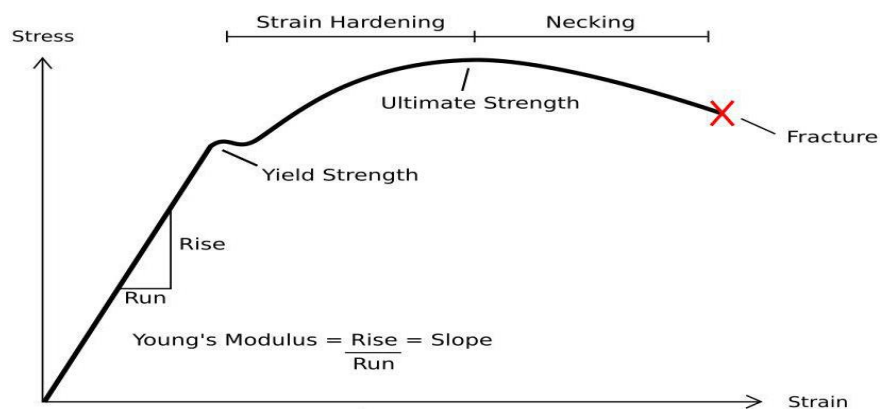 Strain Hardening
Necking
Stress
Ultimate Strength
Fracture
Yield Strength
Rise
Run
Young's Modulus = Rise = Slope
Run
Strain